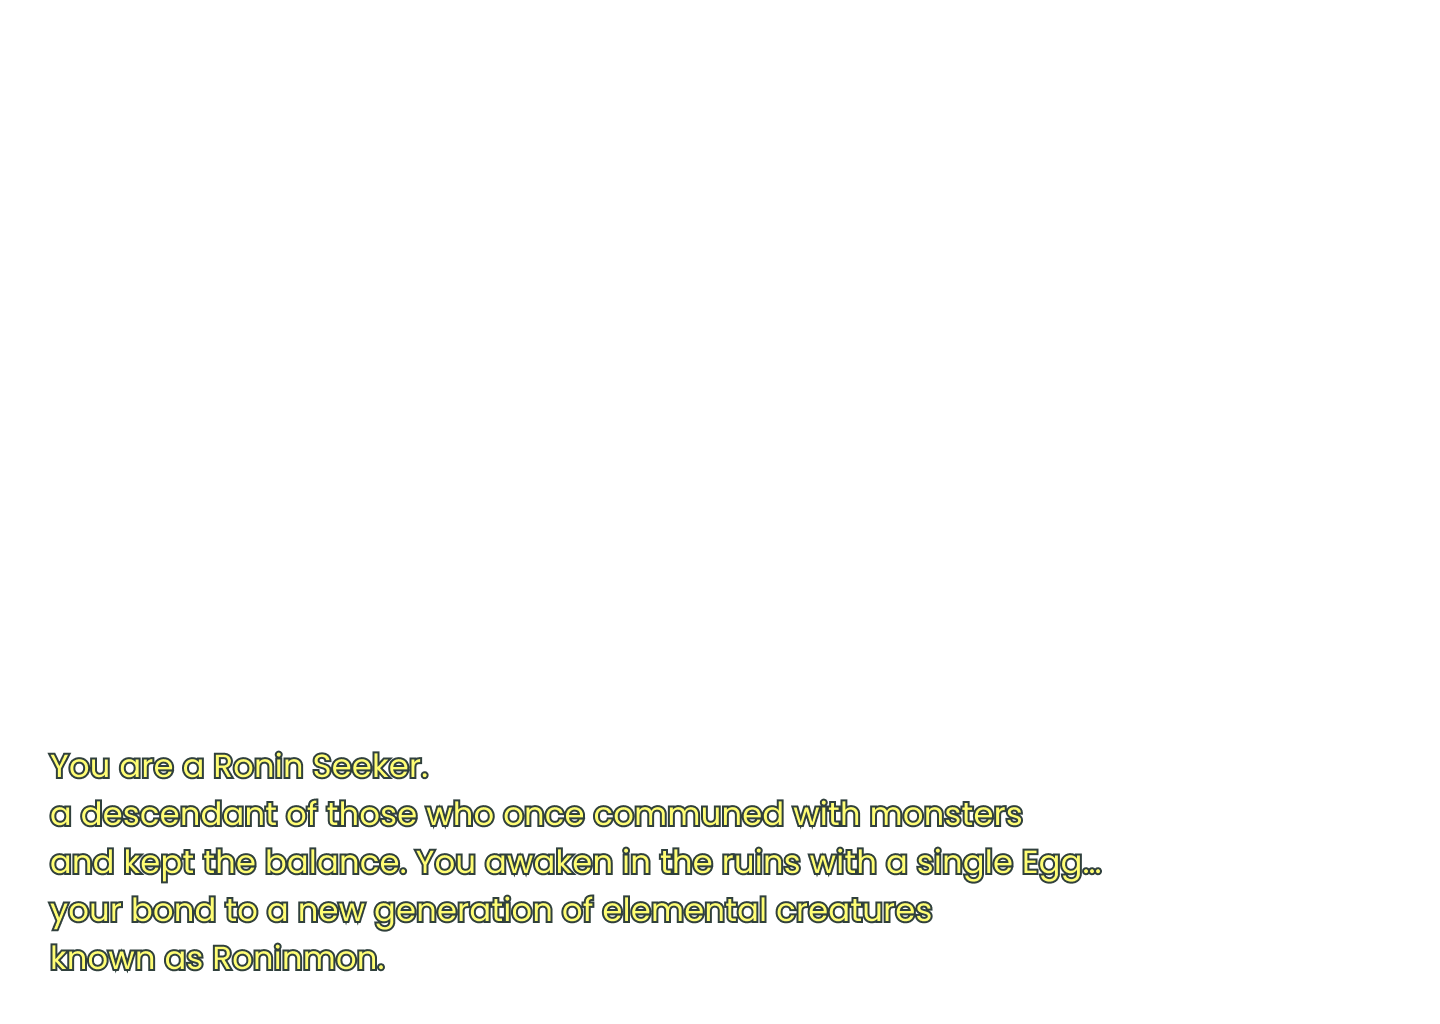 You are a Ronin Seeker.
a descendant of those who once communed with monsters
and kept the balance. You awaken in the ruins with a single Egg...
your bond to a new generation of elemental creatures
known as Roninmon.